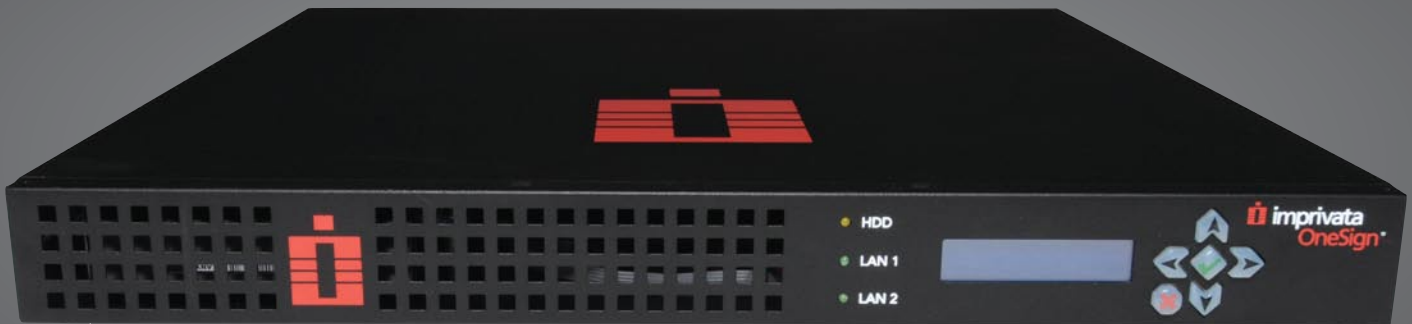 HDD
LAN 1
LAN 2
imprivata
OneSign